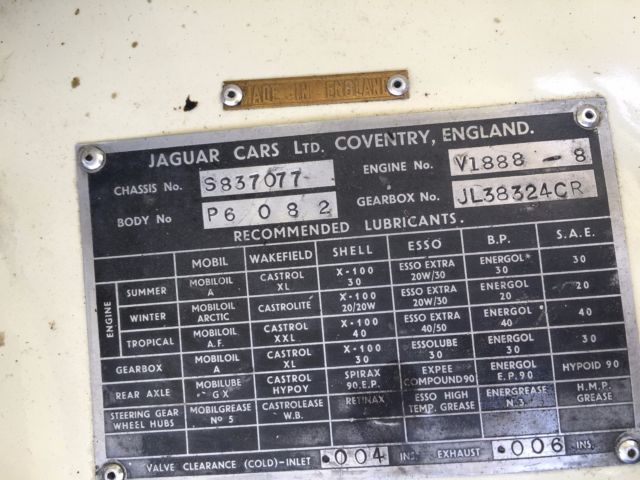 MADE IN ENGLAND
JAGUAR CARS LTD. COVENTRY, ENGLAND.
CHASSIS No. S837077 ENGINE No. V1888 - 8
BODY No P6 082 GEARBOX No. JL38324CR
RECOMMENDED LUBRICANTS.
MOBIL WAKEFIELD SHELL ESSO B.P. S.A.E.
ENGINE
SUMMER MOBILOIL A CASTROL XL X-100 30 ESSO EXTRA 20W/30 ENERGOL 30 30
WINTER MOBILOIL ARCTIC CASTROLITE X-100 20/20W ESSO EXTRA 20W/30 ENERGOL 20 20
TROPICAL MOBILOIL A.F. CASTROL XXL X-100 40 ESSO EXTRA 40/50 ENERGOL 40 40
GEARBOX MOBILOIL A CASTROL XL X-100 30 ESSOLUBE 30 ENERGOL 30 30
REAR AXLE MOBILUBE GX CASTROL HYPOY SPIRAX 90.E.P. EXPEE COMPOUND 90 ENERGOL E.P. 90 HYPOID 90
STEERING GEAR WHEEL HUBS MOBILGREASE No 5 CASTROLEASE W.B. RETINAX ESSO HIGH TEMP. GREASE ENERGREASE N.3. H.M.P. GREASE
VALVE CLEARANCE (COLD)-INLET .004 INS. EXHAUST .006 INS.